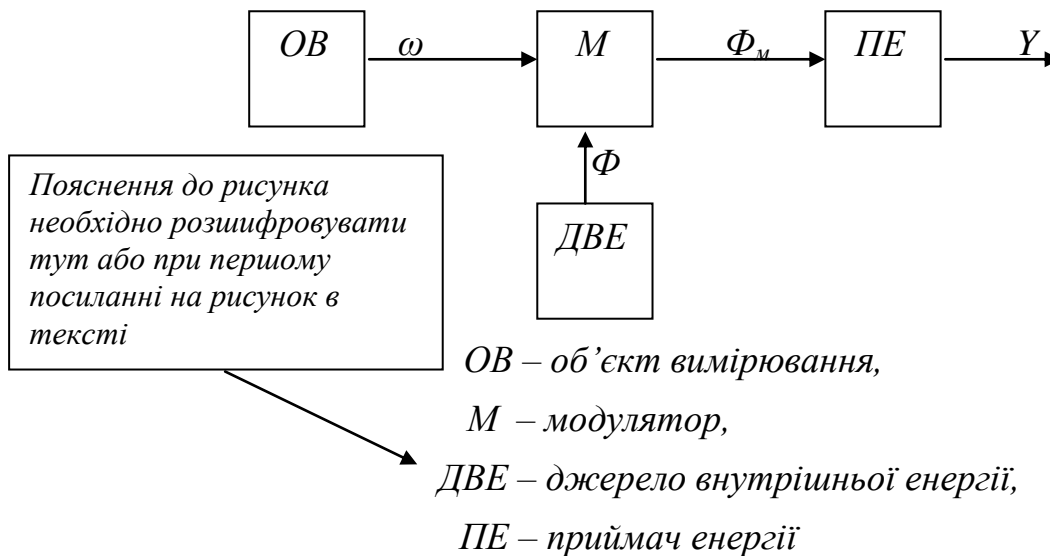 ОВ ω М Фм ПЕ Y
Ф
ДВЕ
Пояснення до рисунка
необхідно розшифровувати
тут або при першому
посиланні на рисунок в
тексті
ОВ – об’єкт вимірювання,
М – модулятор,
ДВЕ – джерело внутрішньої енергії,
ПЕ – приймач енергії